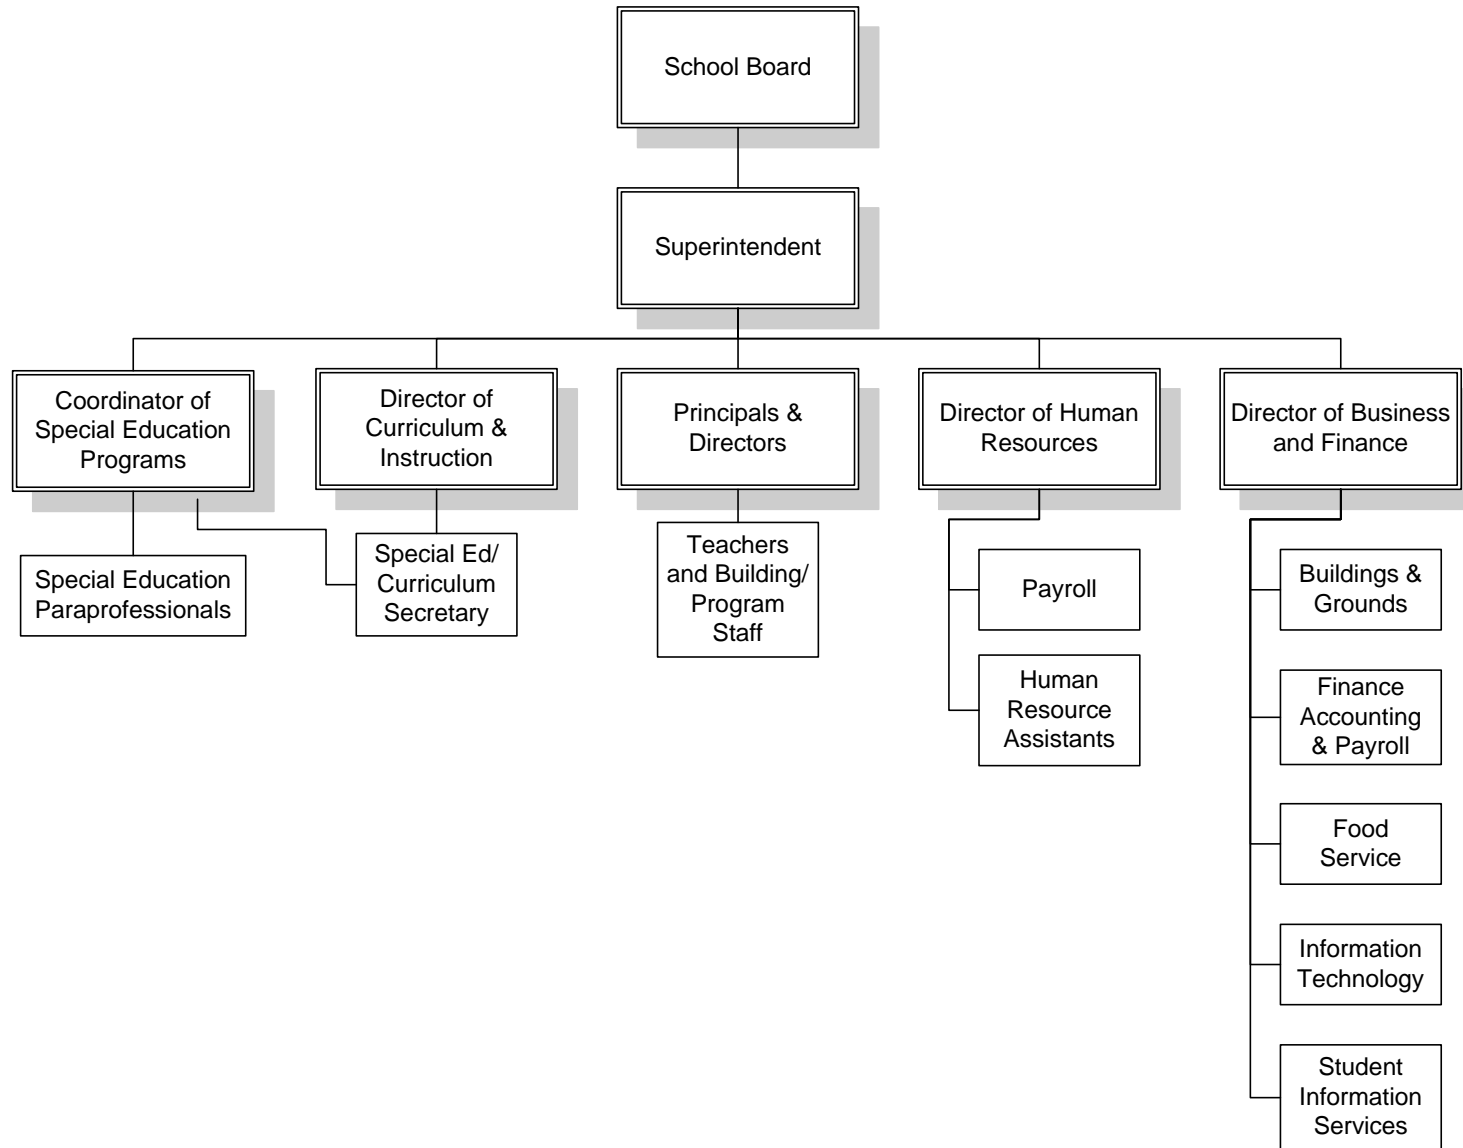 School Board
Superintendent
Coordinator of
Special Education
Programs
Director of
Curriculum &
Instruction
Principals &
Directors
Director of Human
Resources
Director of Business
and Finance
Special Education
Paraprofessionals
Special Ed/
Curriculum
Secretary
Teachers
and Building/
Program
Staff
Payroll
Human
Resource
Assistants
Buildings &
Grounds
Finance
Accounting
& Payroll
Food
Service
Information
Technology
Student
Information
Services